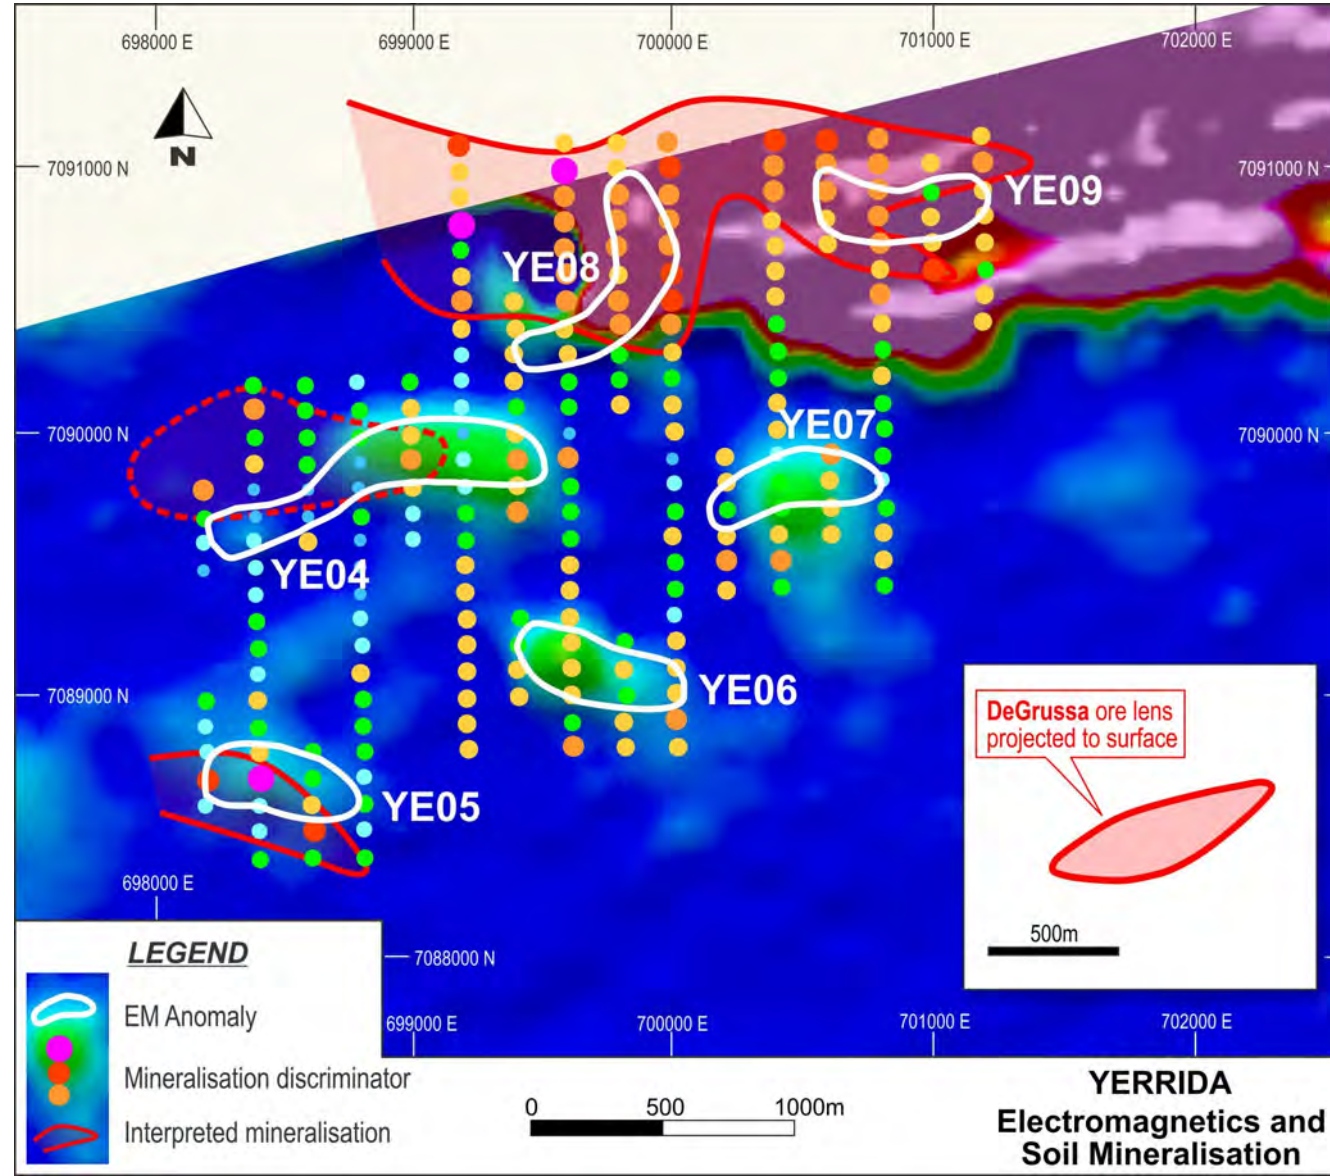 698000 E
699000 E
700000 E
701000 E
702000 E
N
7091000 N
7091000 N
YE09
YE08
7090000 N
YE07
7090000 N
YE04
7089000 N
YE06
DeGrussa ore lens
projected to surface
YE05
698000 E
500m
LEGEND
7088000 N
EM Anomaly
699000 E
700000 E
701000 E
702000 E
Mineralisation discriminator
Interpreted mineralisation
0
500
1000m
YERRIDA
Electromagnetics and
Soil Mineralisation